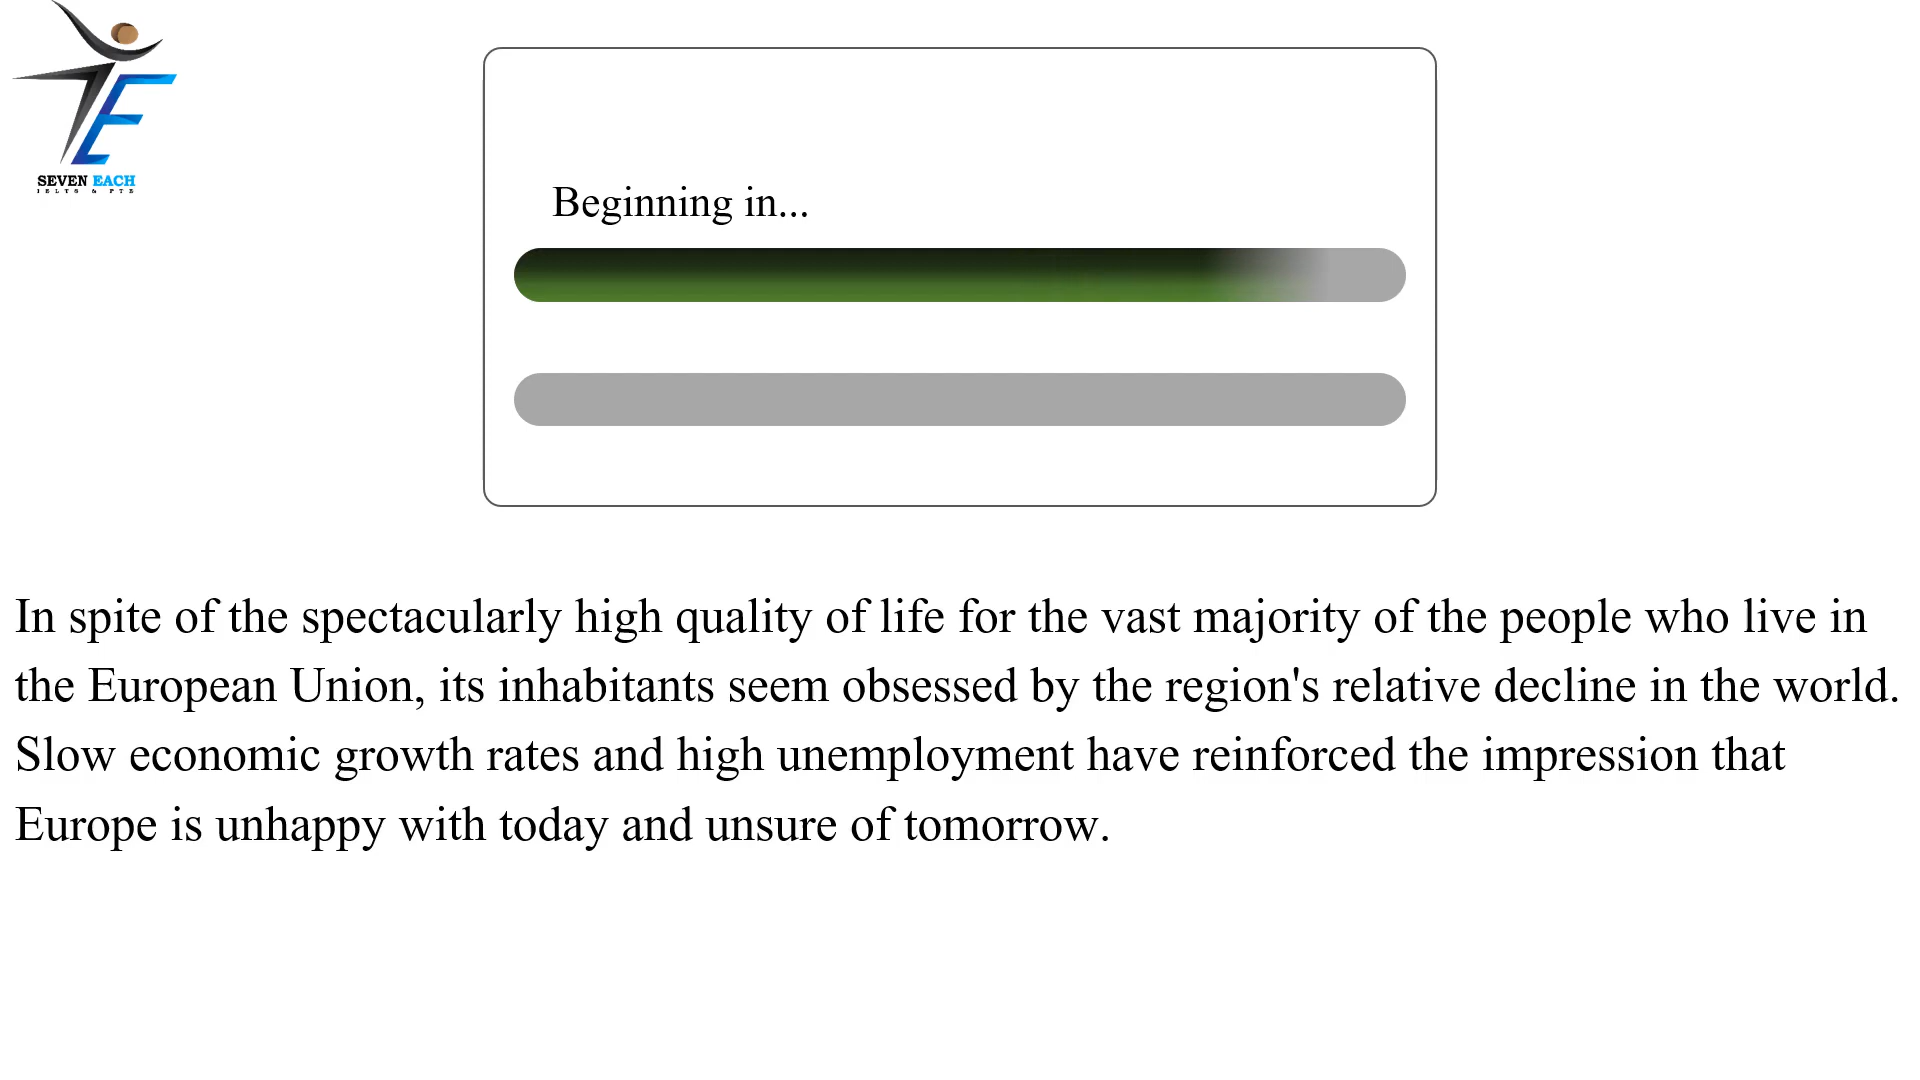 SEVEN EACH
IELTS & PTE
Beginning in...
In spite of the spectacularly high quality of life for the vast majority of the people who live in
the European Union, its inhabitants seem obsessed by the region's relative decline in the world.
Slow economic growth rates and high unemployment have reinforced the impression that
Europe is unhappy with today and unsure of tomorrow.